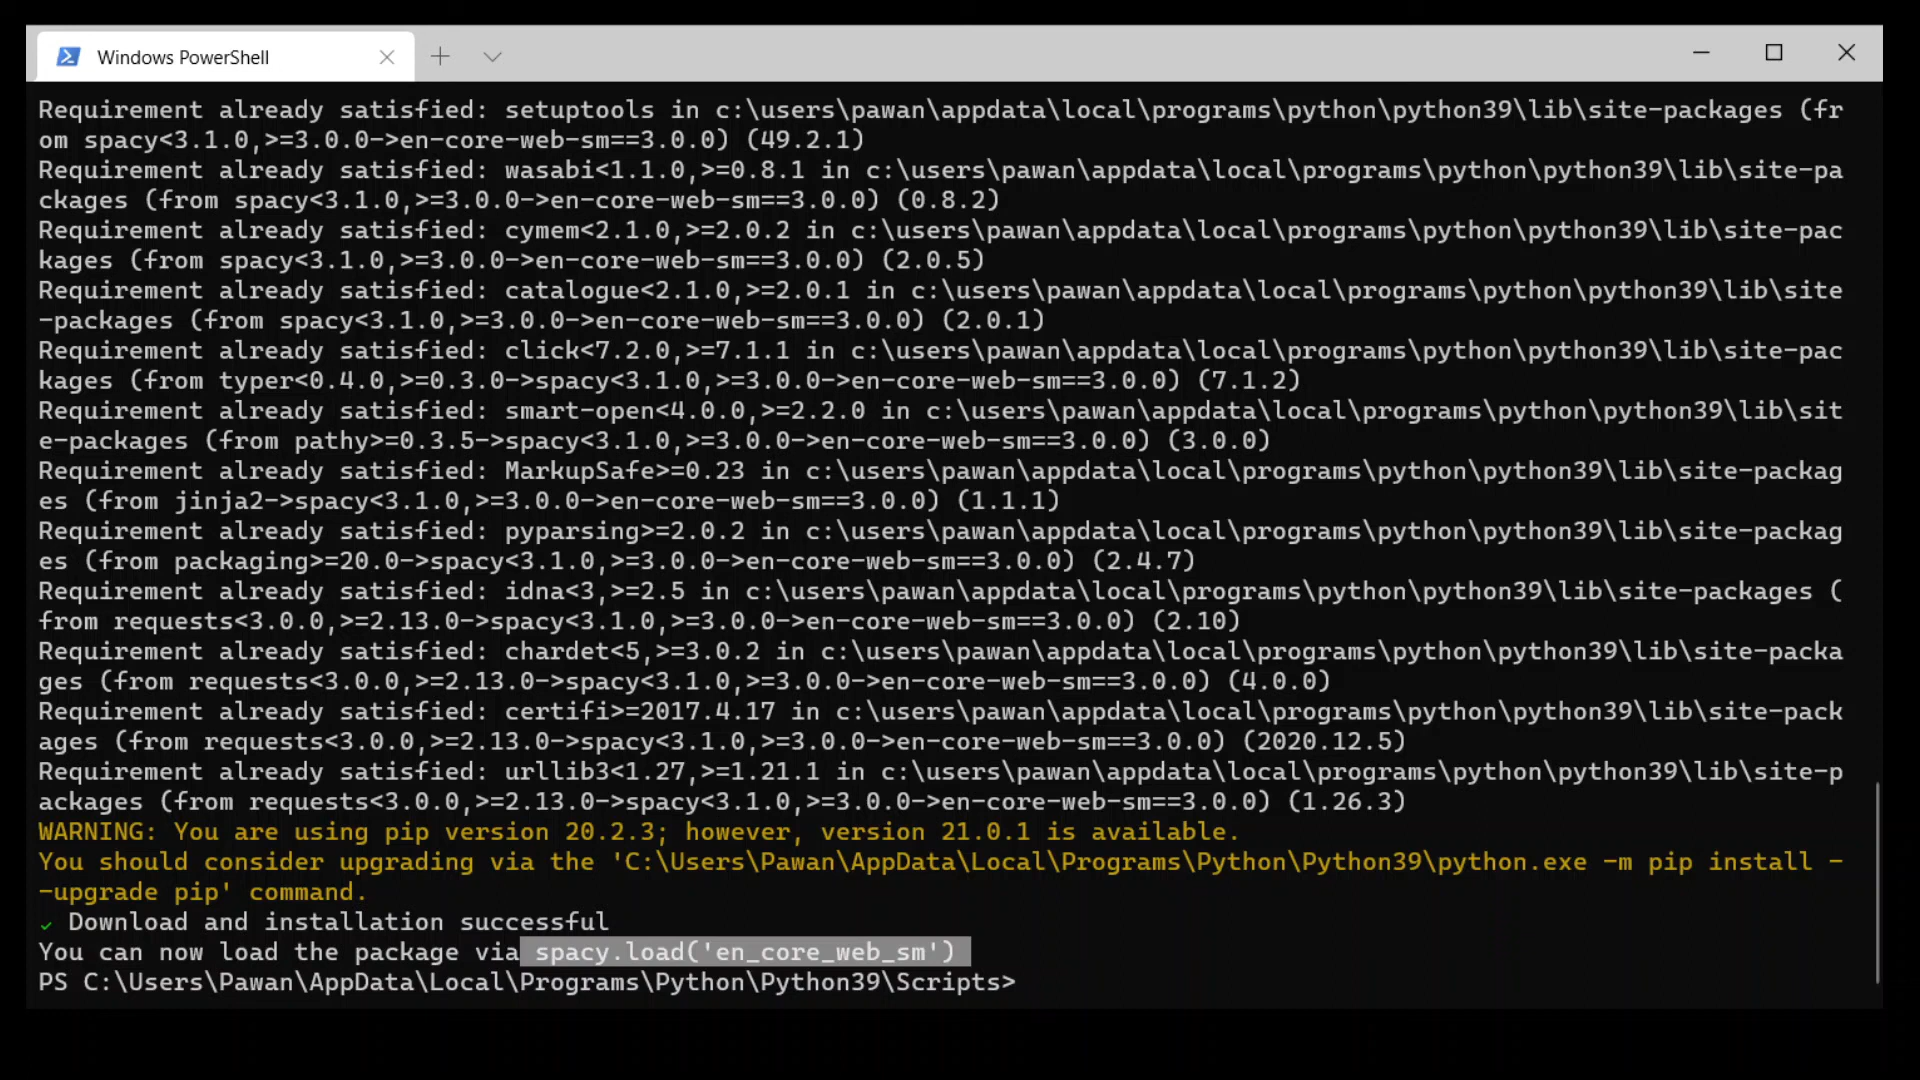 Windows PowerShell
Requirement already satisfied: setuptools in c:\users\pawan\appdata\local\programs\python\python39\lib\site-packages (fr
om spacy<3.1.0,>=3.0.0->en-core-web-sm==3.0.0) (49.2.1)
Requirement already satisfied: wasabi<1.1.0,>=0.8.1 in c:\users\pawan\appdata\local\programs\python\python39\lib\site-pa
ckages (from spacy<3.1.0,>=3.0.0->en-core-web-sm==3.0.0) (0.8.2)
Requirement already satisfied: cymem<2.1.0,>=2.0.2 in c:\users\pawan\appdata\local\programs\python\python39\lib\site-pac
kages (from spacy<3.1.0,>=3.0.0->en-core-web-sm==3.0.0) (2.0.5)
Requirement already satisfied: catalogue<2.1.0,>=2.0.1 in c:\users\pawan\appdata\local\programs\python\python39\lib\site
-packages (from spacy<3.1.0,>=3.0.0->en-core-web-sm==3.0.0) (2.0.1)
Requirement already satisfied: click<7.2.0,>=7.1.1 in c:\users\pawan\appdata\local\programs\python\python39\lib\site-pac
kages (from typer<0.4.0,>=0.3.0->spacy<3.1.0,>=3.0.0->en-core-web-sm==3.0.0) (7.1.2)
Requirement already satisfied: smart-open<4.0.0,>=2.2.0 in c:\users\pawan\appdata\local\programs\python\python39\lib\sit
e-packages (from pathy>=0.3.5->spacy<3.1.0,>=3.0.0->en-core-web-sm==3.0.0) (3.0.0)
Requirement already satisfied: MarkupSafe>=0.23 in c:\users\pawan\appdata\local\programs\python\python39\lib\site-packag
es (from jinja2->spacy<3.1.0,>=3.0.0->en-core-web-sm==3.0.0) (1.1.1)
Requirement already satisfied: pyparsing>=2.0.2 in c:\users\pawan\appdata\local\programs\python\python39\lib\site-packag
es (from packaging>=20.0->spacy<3.1.0,>=3.0.0->en-core-web-sm==3.0.0) (2.4.7)
Requirement already satisfied: idna<3,>=2.5 in c:\users\pawan\appdata\local\programs\python\python39\lib\site-packages (
from requests<3.0.0,>=2.13.0->spacy<3.1.0,>=3.0.0->en-core-web-sm==3.0.0) (2.10)
Requirement already satisfied: chardet<5,>=3.0.2 in c:\users\pawan\appdata\local\programs\python\python39\lib\site-packa
ges (from requests<3.0.0,>=2.13.0->spacy<3.1.0,>=3.0.0->en-core-web-sm==3.0.0) (4.0.0)
Requirement already satisfied: certifi>=2017.4.17 in c:\users\pawan\appdata\local\programs\python\python39\lib\site-pack
ages (from requests<3.0.0,>=2.13.0->spacy<3.1.0,>=3.0.0->en-core-web-sm==3.0.0) (2020.12.5)
Requirement already satisfied: urllib3<1.27,>=1.21.1 in c:\users\pawan\appdata\local\programs\python\python39\lib\site-p
ackages (from requests<3.0.0,>=2.13.0->spacy<3.1.0,>=3.0.0->en-core-web-sm==3.0.0) (1.26.3)
WARNING: You are using pip version 20.2.3; however, version 21.0.1 is available.
You should consider upgrading via the 'C:\Users\Pawan\AppData\Local\Programs\Python\Python39\python.exe -m pip install -
-upgrade pip' command.
✓ Download and installation successful
You can now load the package via spacy.load('en_core_web_sm')
PS C:\Users\Pawan\AppData\Local\Programs\Python\Python39\Scripts>